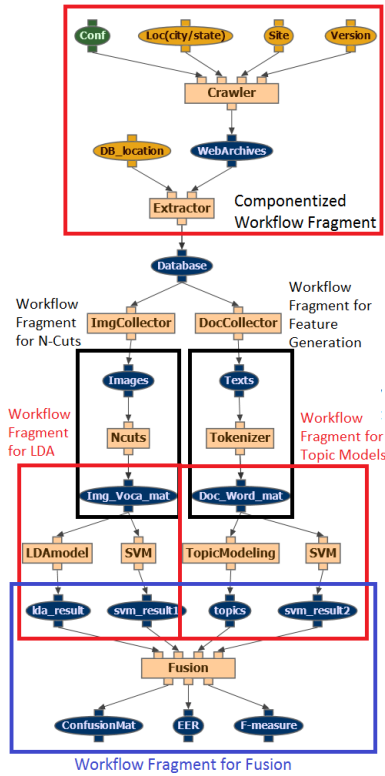 Conf
Loc(city/state)
Site
Version
Crawler
DB_location
WebArchives
Extractor
Componentized
Workflow Fragment
Database
Workflow
Fragment
for N-Cuts
Workflow
Fragment for
Feature
Generation
ImgCollector
DocCollector
Images
Texts
Workflow
Fragment
for LDA
Ncuts
Tokenizer
Workflow
Fragment for
Topic Models
Img_Voca_mat
Doc_Word_mat
LDAmodel
SVM
TopicModeling
SVM
lda_result
svm_result1
topics
svm_result2
Fusion
ConfusionMat
EER
F-measure
Workflow Fragment for Fusion